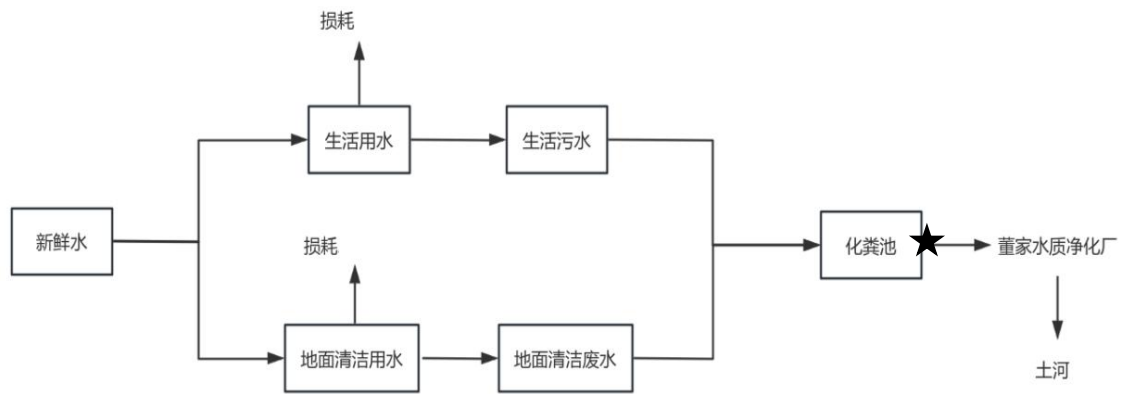 损耗
生活用水
生活污水
新鲜水
损耗
化粪池
董家水质净化厂
地面清洁用水
地面清洁废水
土河